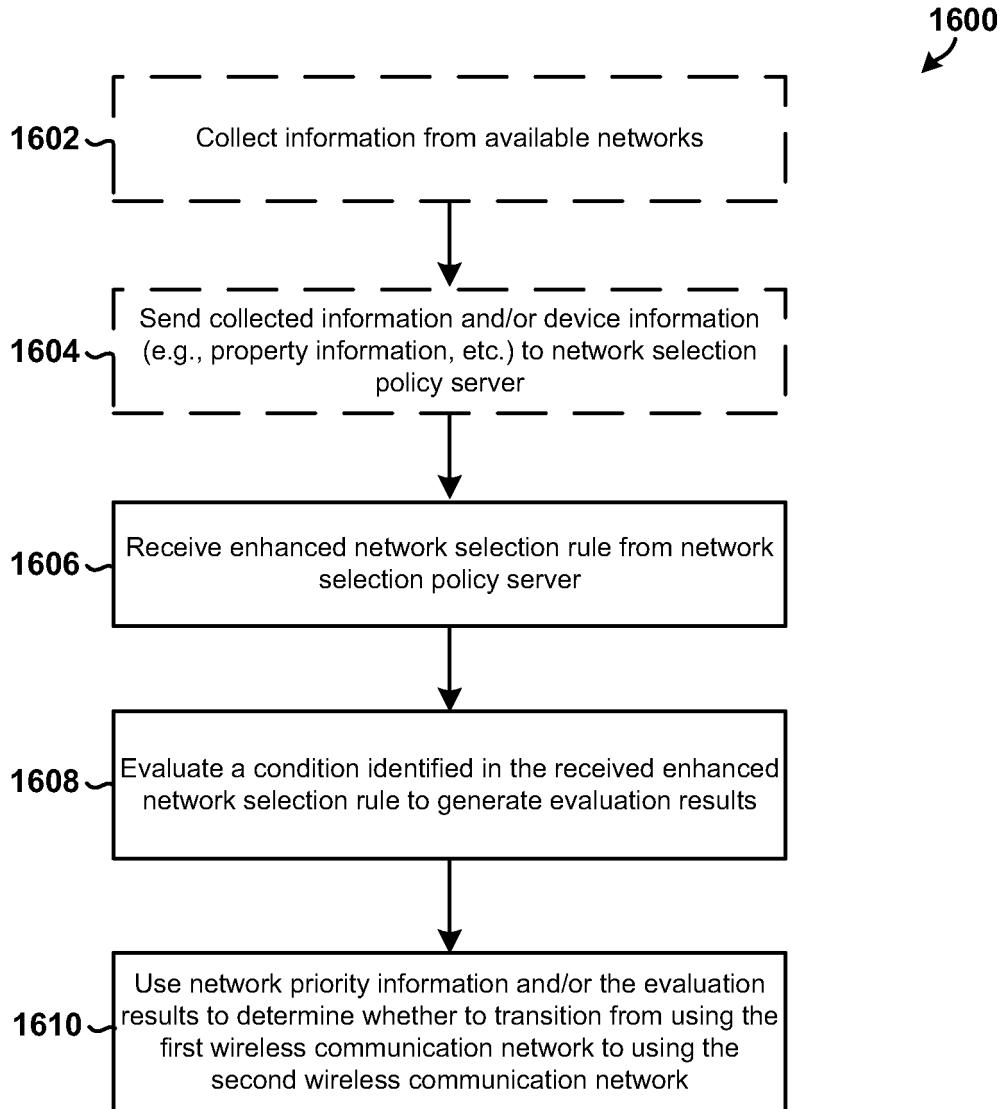 1600
1602
Collect information from available networks
1604
Send collected information and/or device information
(e.g., property information, etc.) to network selection
policy server
1606
Receive enhanced network selection rule from network
selection policy server
1608
Evaluate a condition identified in the received enhanced
network selection rule to generate evaluation results
1610
Use network priority information and/or the evaluation
results to determine whether to transition from using the
first wireless communication network to using the
second wireless communication network